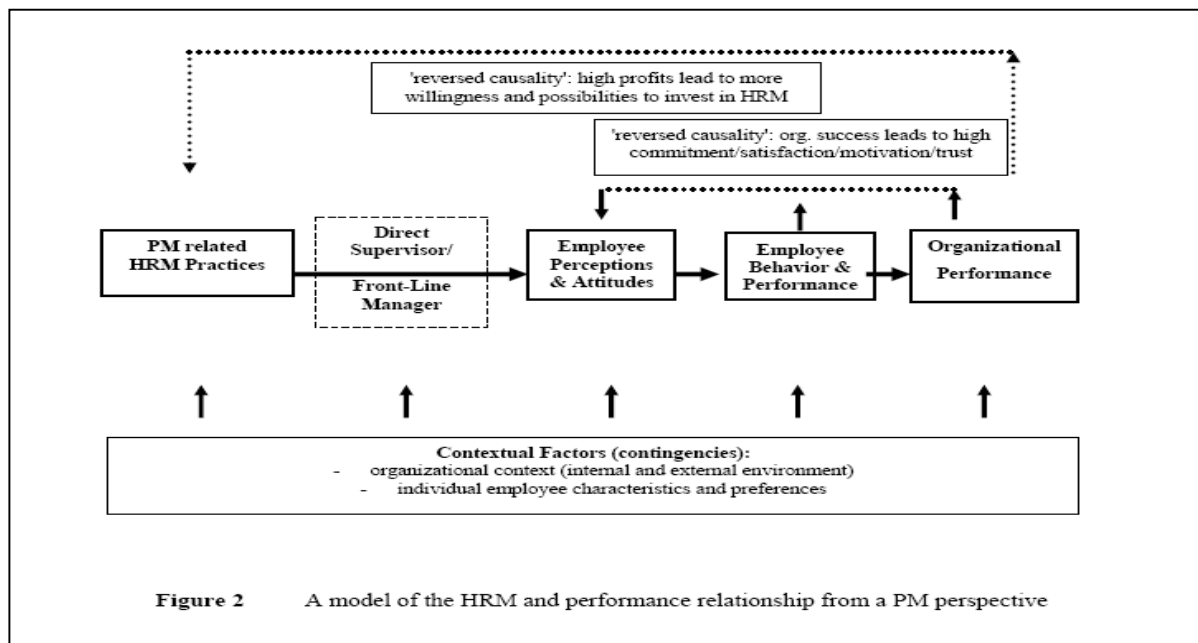 'reversed causality': high profits lead to more
willingness and possibilities to invest in HRM
'reversed causality': org. success leads to high
commitment/satisfaction/motivation/trust
PM related
HRM Practices
Direct
Supervisor/
Front-Line
Manager
Employee
Perceptions
& Attitudes
Employee
Behavior &
Performance
Organizational
Performance
Contextual Factors (contingencies):
- organizational context (internal and external environment)
- individual employee characteristics and preferences
Figure 2 A model of the HRM and performance relationship from a PM perspective